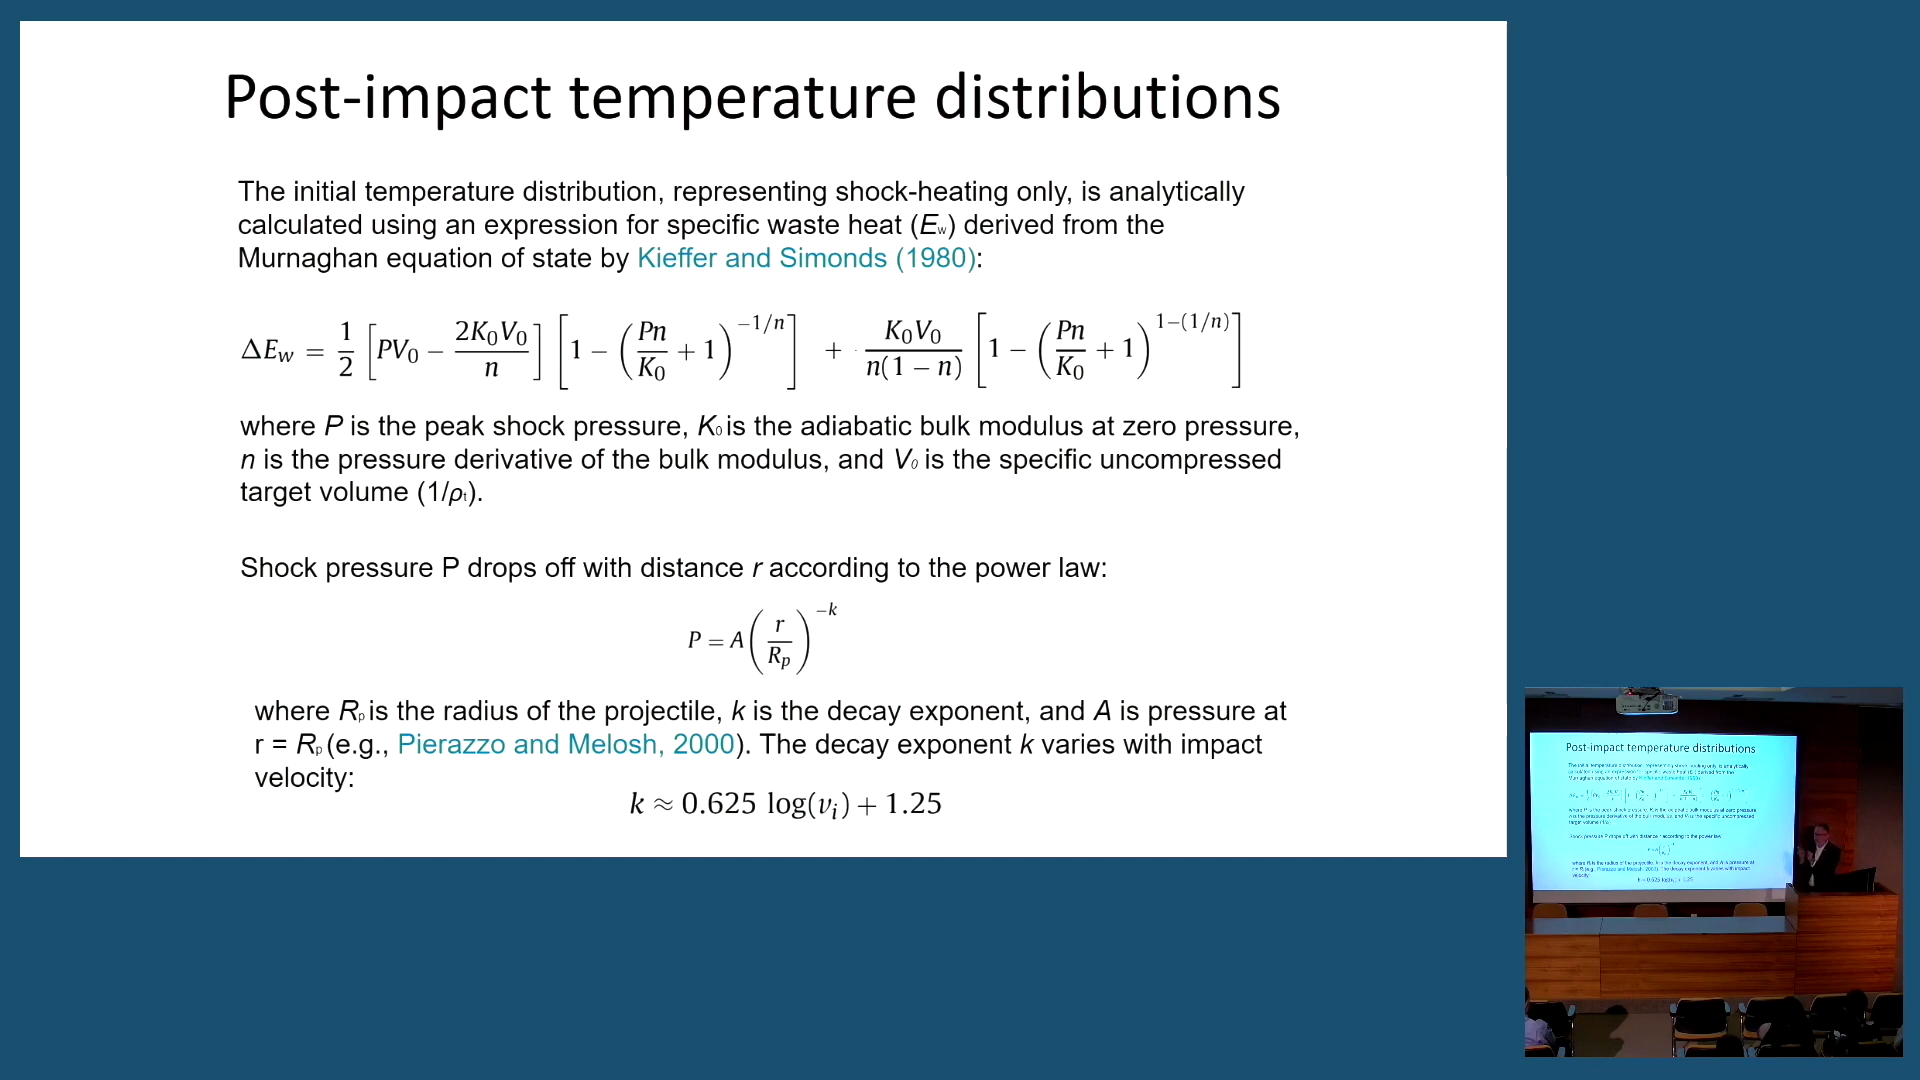 Post-impact temperature distributions
The initial temperature distribution, representing shock-heating only, is analytically
calculated using an expression for specific waste heat (E_w) derived from the
Murnaghan equation of state by Kieffer and Simonds (1980):
ΔE_w = 1/2 [PV_0 − 2K_0V_0/n] [1 − (Pn/K_0 + 1)^{−1/n}] + K_0V_0/n(1 − n) [1 − (Pn/K_0 + 1)^{1−(1/n)}]
where P is the peak shock pressure, K_0 is the adiabatic bulk modulus at zero pressure,
n is the pressure derivative of the bulk modulus, and V_0 is the specific uncompressed
target volume (1/ρ_t).
Shock pressure P drops off with distance r according to the power law:
P = A(r/R_p)^{−k}
where R_p is the radius of the projectile, k is the decay exponent, and A is pressure at
r = R_p (e.g., Pierazzo and Melosh, 2000). The decay exponent k varies with impact
velocity:
k ≈ 0.625 log(v_i) + 1.25
Post-impact temperature distributions